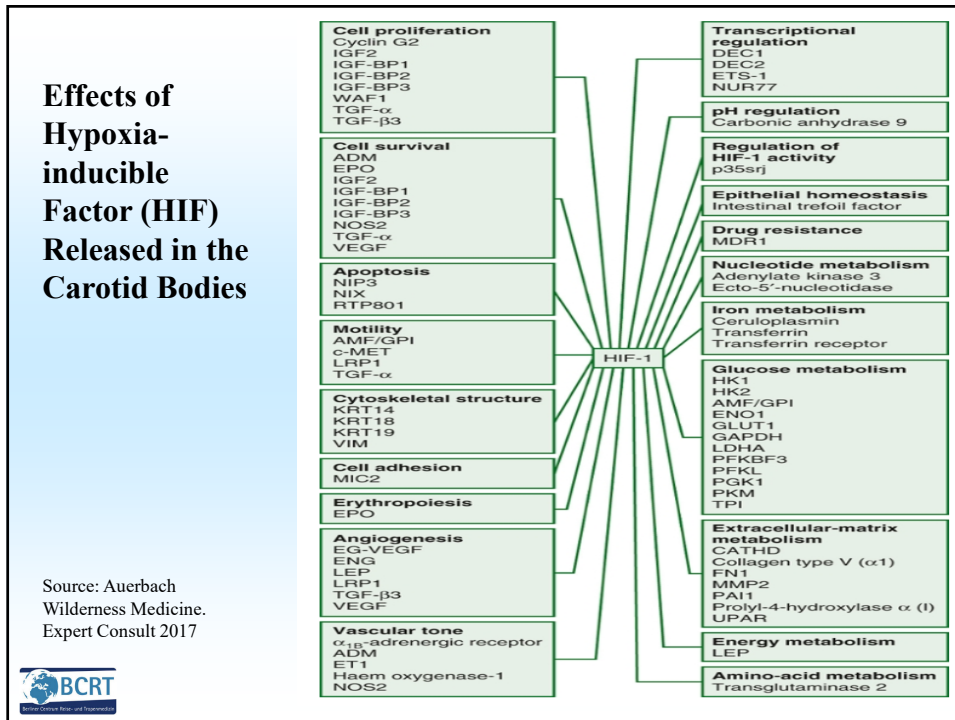 Effects of
Hypoxia-
inducible
Factor (HIF)
Released in the
Carotid Bodies
Source: Auerbach
Wilderness Medicine.
Expert Consult 2017
BCRT
Berliner Centrum Reise- und Tropenmedizin
Cell proliferation
Cyclin G2
IGF2
IGF-BP1
IGF-BP2
IGF-BP3
WAF1
TGF-α
TGF-β3
Cell survival
ADM
EPO
IGF2
IGF-BP1
IGF-BP2
IGF-BP3
NOS2
TGF-α
VEGF
Apoptosis
NIP3
NIX
RTP801
Motility
AMF/GPI
c-MET
LRP1
TGF-α
Cytoskeletal structure
KRT14
KRT18
KRT19
VIM
Cell adhesion
MIC2
Erythropoiesis
EPO
Angiogenesis
EG-VEGF
ENG
LEP
LRP1
TGF-β3
VEGF
Vascular tone
α1B-adrenergic receptor
ADM
ET1
Haem oxygenase-1
NOS2
HIF-1
Transcriptional
regulation
DEC1
DEC2
ETS-1
NUR77
pH regulation
Carbonic anhydrase 9
Regulation of
HIF-1 activity
p35srj
Epithelial homeostasis
Intestinal trefoil factor
Drug resistance
MDR1
Nucleotide metabolism
Adenylate kinase 3
Ecto-5′-nucleotidase
Iron metabolism
Ceruloplasmin
Transferrin
Transferrin receptor
Glucose metabolism
HK1
HK2
AMF/GPI
ENO1
GLUT1
GAPDH
LDHA
PFKBF3
PFKL
PGK1
PKM
TPI
Extracellular-matrix
metabolism
CATHD
Collagen type V (α1)
FN1
MMP2
PAI1
Prolyl-4-hydroxylase α (I)
UPAR
Energy metabolism
LEP
Amino-acid metabolism
Transglutaminase 2